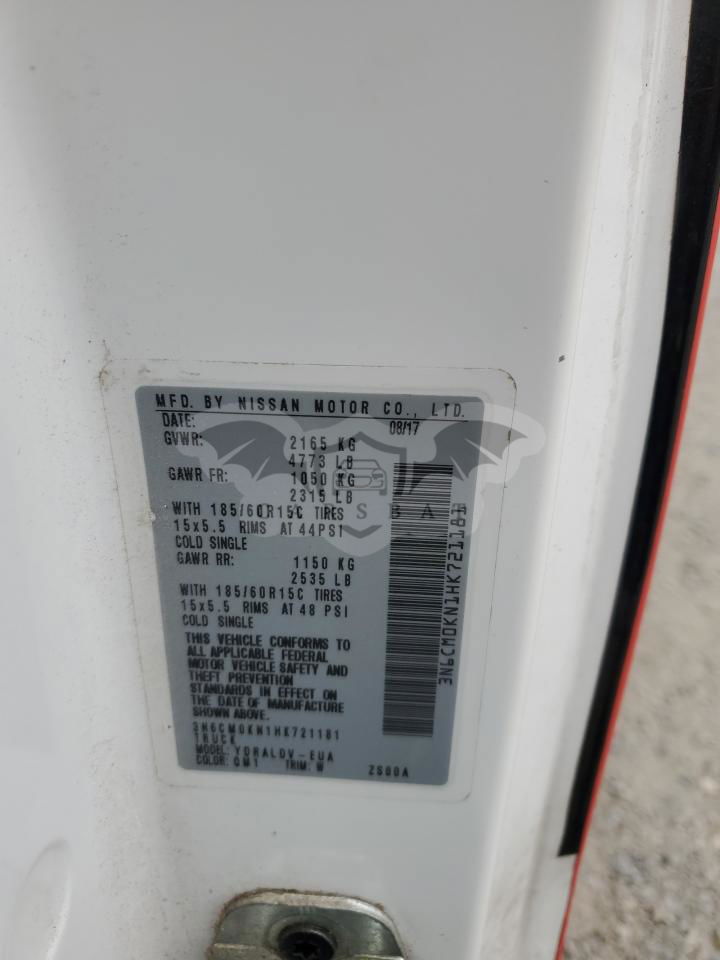 MFD. BY NISSAN MOTOR CO., LTD.
DATE: 08/17
GVWR: 2165 KG
4773 LB
GAWR FR: 1050 KG
2315 LB
WITH 185/60R15C TIRES
15x5.5 RIMS AT 44PSI
COLD SINGLE
GAWR RR: 1150 KG
2535 LB
WITH 185/60R15C TIRES
15x5.5 RIMS AT 48 PSI
COLD SINGLE
THIS VEHICLE CONFORMS TO
ALL APPLICABLE FEDERAL
MOTOR VEHICLE SAFETY AND
THEFT PREVENTION
STANDARDS IN EFFECT ON
THE DATE OF MANUFACTURE
SHOWN ABOVE.
3N6CM0KN1HK721181
TRUCK
MODEL: YDRALDV-EUA
COLOR: QM1 TRIM: W ZS00A
3N6CM0KN1HK721181